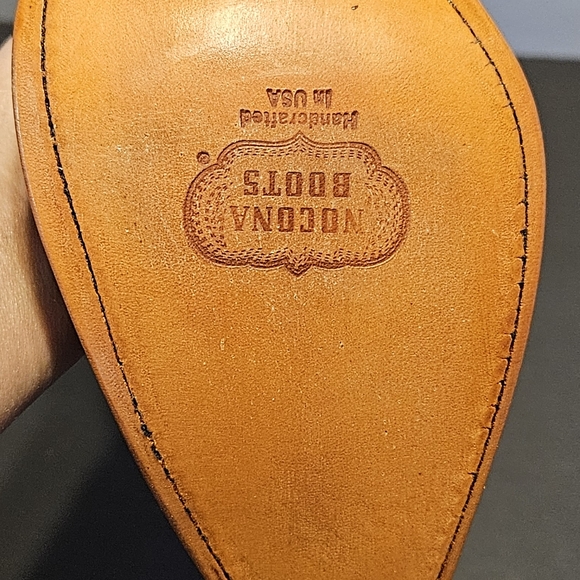 NOCONA
BOOTS
®
Handcrafted
In USA